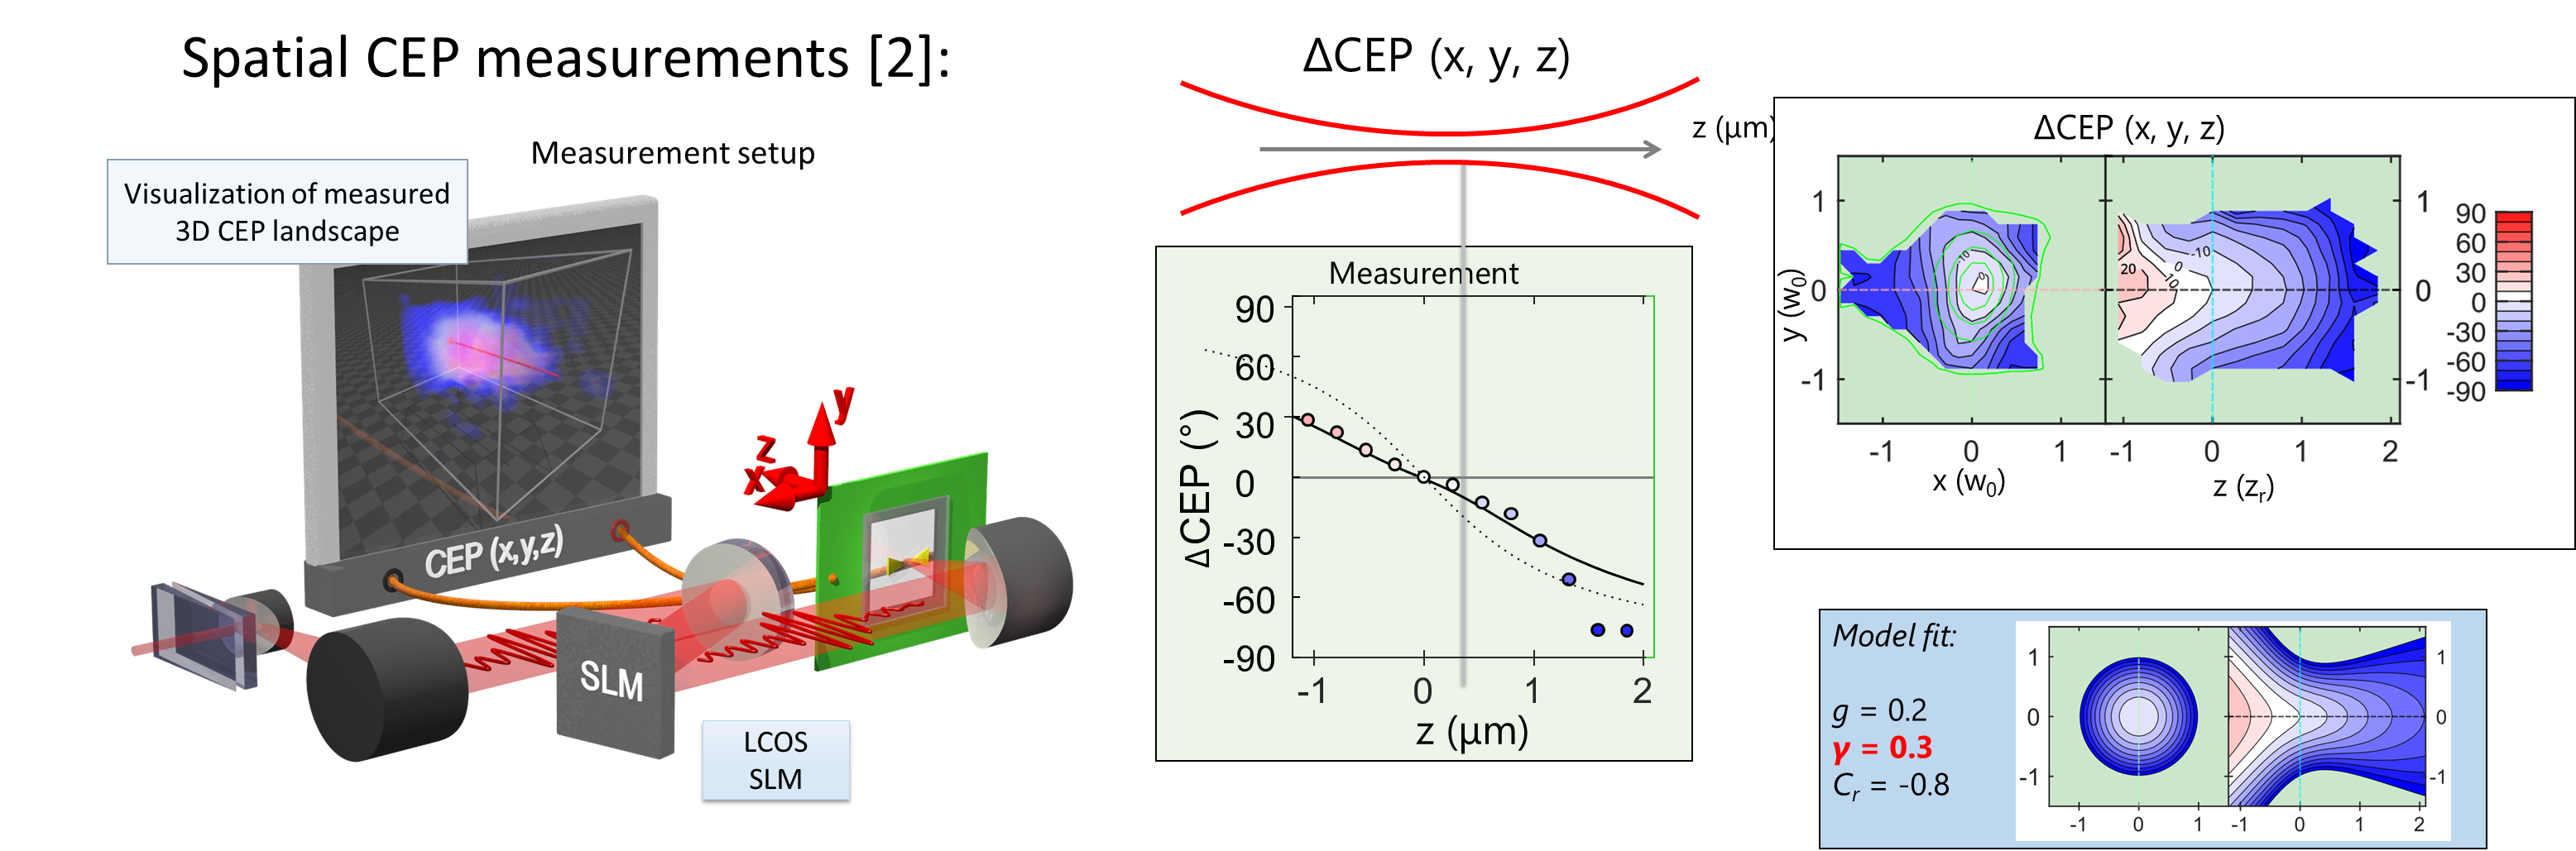 Spatial CEP measurements [2]:
Measurement setup
Visualization of measured
3D CEP landscape
CEP (x,y,z)
y
z
x
SLM
LCOS
SLM
ΔCEP (x, y, z)
z (µm)
Measurement
90
60
30
0
-30
-60
-90
ΔCEP (°)
-1 0 1 2
z (µm)
ΔCEP (x, y, z)
1
0
-1
y (w0)
-10
0
20
0
10
-10
1
0
-1
-1 0 1 -1 0 1 2
x (w0)
z (zr)
90
60
30
0
-30
-60
-90
Model fit:
g = 0.2
γ = 0.3
Cr = -0.8
1
0
-1
1
0
-1
-1 0 1 -1 0 1 2